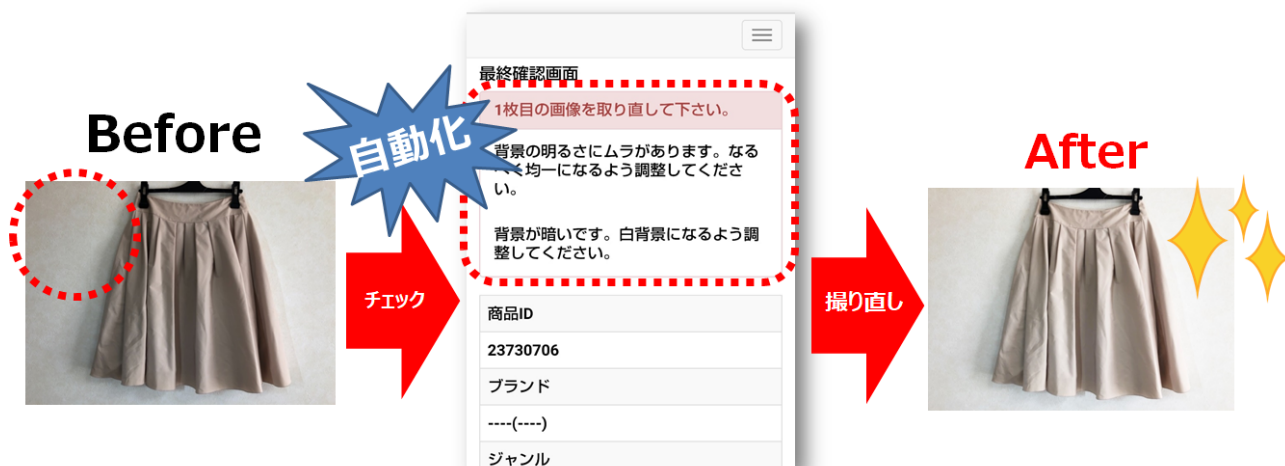 Before
自動化
チェック
最終確認画面
1枚目の画像を取り直して下さい。
背景の明るさにムラがあります。なる
べく均一になるよう調整してくださ
い。
背景が暗いです。白背景になるよう調
整してください。
商品ID
23730706
ブランド
----(----)
ジャンル
撮り直し
After